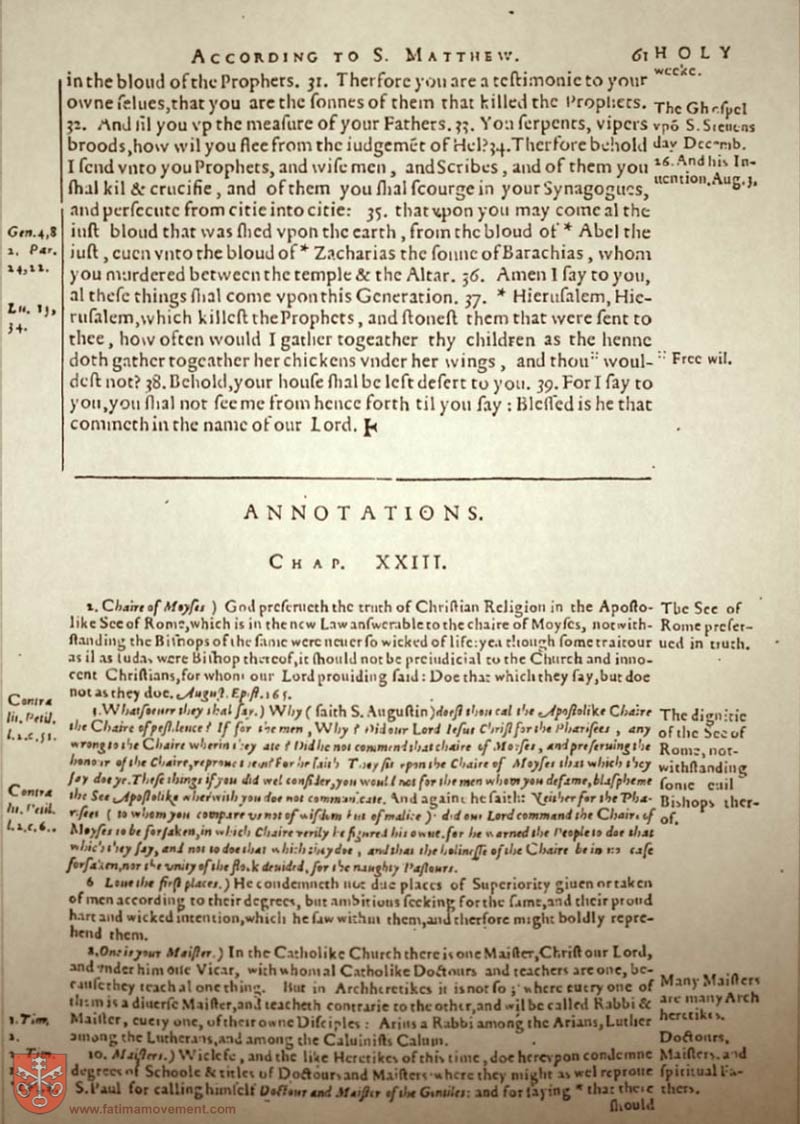 ACCORDING TO S. MATTHEW. 61 HOLY
weeke.
in the bloud of the Prophets. 31. Therfore you are a teſtimonie to your
owne ſelues, that you are the ſonnes of them that killed the Prophets.
The Ghoſpel
32. And fil you vp the meaſure of your Fathers. 33. You ſerpents, vipers
vpō S. Steuens
broods, how wil you flee from the iudgemēt of Hel? 34. Therfore behold
day Decemb.
I ſend vnto you Prophets, and wiſe men, and Scribes, and of them you
26. And his In-
ſhal kil & crucifie, and of them you ſhal ſcourge in your Synagogues,
uention, Aug. 3.
and perſecute from citie into citie: 35. that vpon you may come al the
Gen. 4,8
iuſt bloud that was ſhed vpon the earth, from the bloud of * Abel the
2. Par.
iuſt, euen vnto the bloud of * Zacharias the ſonne of Barachias, whom
24,22.
you murdered between the temple & the Altar. 36. Amen I ſay to you,
al theſe things ſhal come vpon this Generation. 37. * Hieruſalem, Hie-
Lu. 13,
ruſalem, which killeſt the Prophets, and ſtoneſt them that were ſent to
34.
thee, how often would I gather togeather thy children as the henne
doth gather togeather her chickens vnder her wings, and thou :: woul-
:: Free wil.
deſt not? 38. Behold, your houſe ſhal be left deſert to you. 39. For I ſay to
you, you ſhal not ſee me from hence forth til you ſay: Bleſſed is he that
commeth in the name of our Lord.
ANNOTATIONS.
CHAP. XXIII.
2. Chaire of Moyſes) God preſerueth the truth of Chriſtian Religion in the Apoſto-
The See of
like See of Rome, which is in the new Law anſwerable to the chaire of Moyſes, notwith-
Rome preſer-
ſtanding the Biſhops of the ſame were neuer ſo wicked of life: yea though ſome traitour
ued in truth.
as il as Iudas were Biſhop thereof, it ſhould not be preiudicial to the Church and inno-
cent Chriſtians, for whom our Lord prouiding ſaid: Doe that which they ſay, but doe
not as they doe. Auguſt. Epiſt. 165.
Contra
lit. Petil.
l.2.c.51.
Whatſoeuer they ſhal ſay.) Why (ſaith S. Auguſtin) doeſt thou cal the Apoſtolike Chaire
The dignitie
the Chaire of peſtilence? If for the men, Why? Did our Lord Ieſus Chriſt for the Phariſees, any
of the See of
wrong to the Chaire wherin they ſate? Did he not commend that chaire of Moyſes, and preſeruing the
Rome, not-
honour of the Chaire, reproue them? For he ſaith They ſit vpon the Chaire of Moyſes that which they
withſtanding
ſay doe ye. Theſe things if you did wel conſider, you would not for the men whom you defame, blaſpheme
ſome euil
Contra
the See Apoſtolike wherwith you doe not communicate. And againe he ſaith: Neither for the Pha-
Biſhops ther-
lit. Petil.
riſees (to whom you compare vs not of wiſdom but of malice) did our Lord command the Chaire of
of.
Moyſes to be forſaken, in which Chaire verily he figured his owne. for he warned the People to doe that
which they ſay, and not to doe that which they doe, and that the holineſſe of the Chaire be in no caſe
forſaken, nor the vnity of the flock deuided, for the naughty Paſtours.
6 Loue the firſt places.) He condemneth not due places of Superiority giuen or taken
of men according to their degrees, but ambitious ſeeking for the ſame, and their proud
hart and wicked intention, which he ſaw within them, and therfore might boldly repre-
hend them.
8. One is your Maiſter.) In the Catholike Church there is one Maiſter, Chriſt our Lord,
and vnder him one Vicar, with whom al Catholike Doctours and teachers are one, be-
cauſe they teach al one thing. But in Archheretikes it is not ſo; where euery one of
Many Maiſters
them is a diuerſe Maiſter, and teacheth contrarie to the other, and wil be called Rabbi &
are many Arch
1. Tim,
Maiſter, euery one, of their owne Diſciples: Arius a Rabbi among the Arians, Luther
heretikes.
2.
among the Lutherans, and among the Caluiniſts Caluin.
Doctours,
10. Maiſters.) Wiclefe, and the like Heretikes of this time, doe herevpon condemne
Maiſters, and
degrees of Schoole & titles of Doctours and Maiſters where they might as wel reproue
ſpiritual Fa-
S. Paul for calling himſelf Doctour and Maiſter of the Gentiles: and for ſaying * that there
thers.
ſhould
www.fatimamovement.com